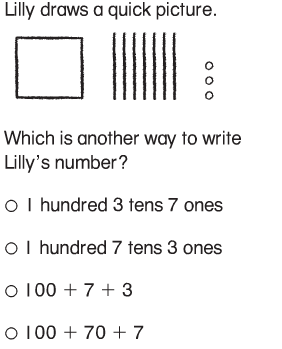 Lilly draws a quick picture.
Which is another way to write
Lilly's number?
1 hundred 3 tens 7 ones
1 hundred 7 tens 3 ones
100 + 7 + 3
100 + 70 + 7